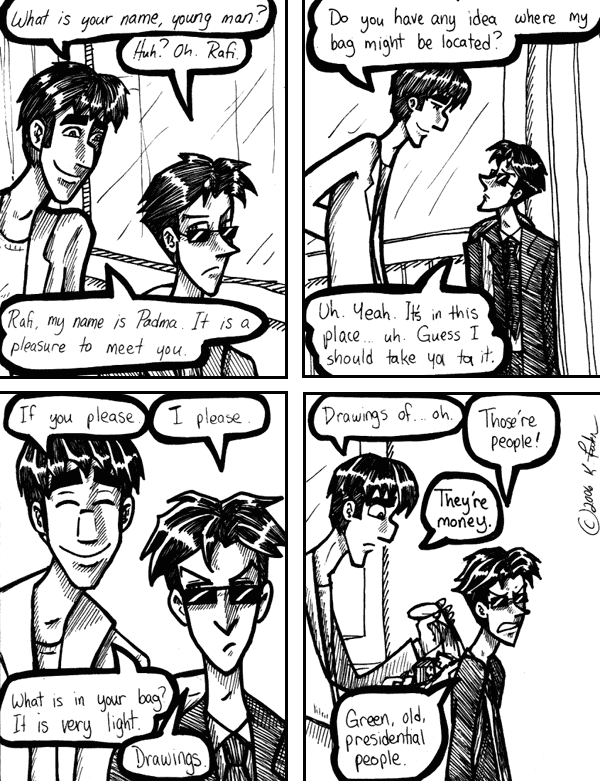 What is your name, young man?
Huh? Oh. Rafi.
Rafi, my name is Padma. It is a
pleasure to meet you.
Do you have any idea where my
bag might be located?
Uh. Yeah. It's in this
place... uh. Guess I
should take ya to it.
If you please.
I please.
What is in your bag?
It is very light.
Drawings.
Drawings of... oh.
Those're
people!
They're
money.
Green, old,
presidential
people.
©2006 K.